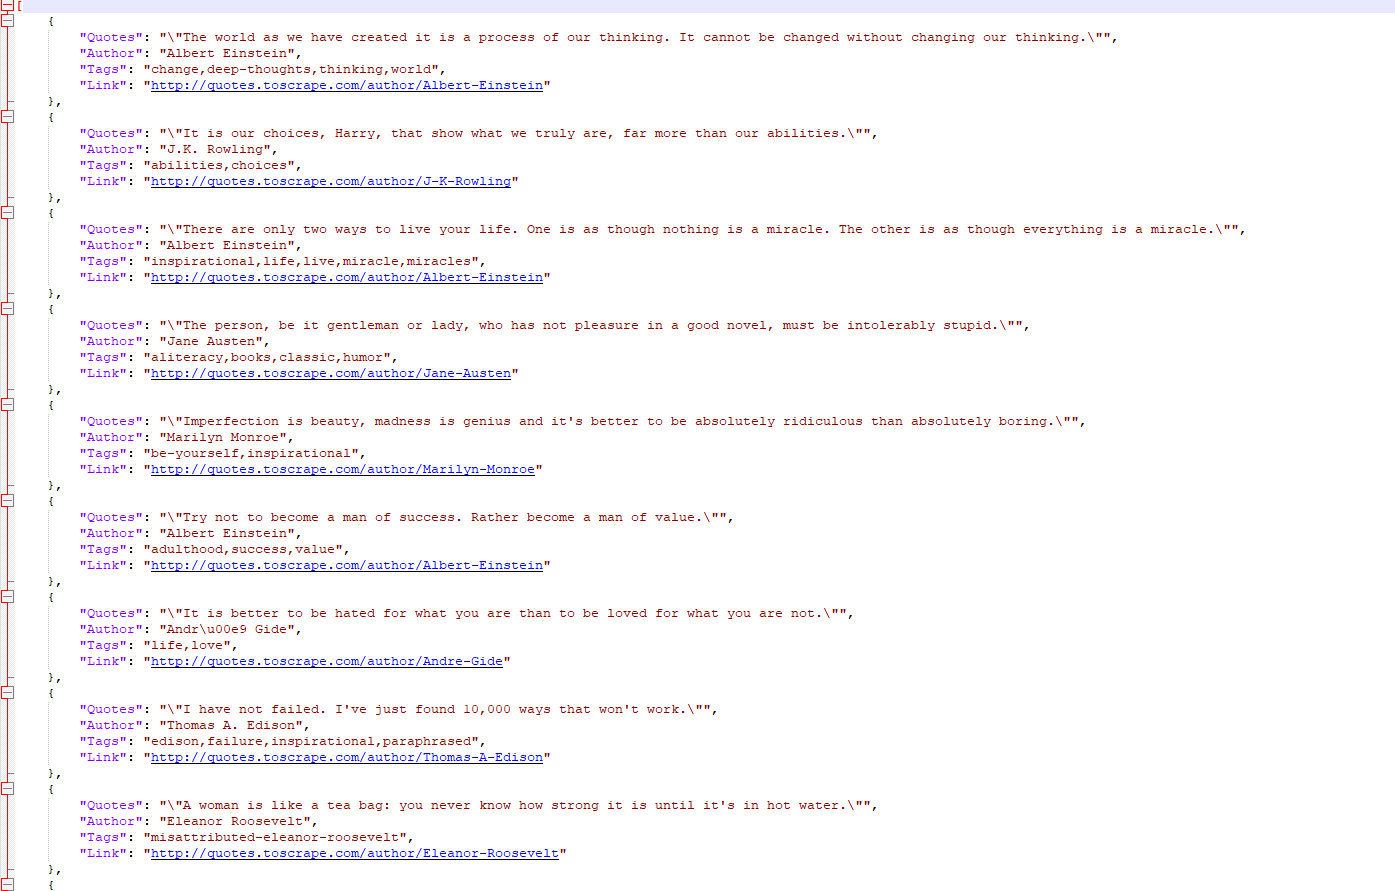 [
    {
        "Quotes": "\"The world as we have created it is a process of our thinking. It cannot be changed without changing our thinking.\"",
        "Author": "Albert Einstein",
        "Tags": "change,deep-thoughts,thinking,world",
        "Link": "http://quotes.toscrape.com/author/Albert-Einstein"
    },
    {
        "Quotes": "\"It is our choices, Harry, that show what we truly are, far more than our abilities.\"",
        "Author": "J.K. Rowling",
        "Tags": "abilities,choices",
        "Link": "http://quotes.toscrape.com/author/J-K-Rowling"
    },
    {
        "Quotes": "\"There are only two ways to live your life. One is as though nothing is a miracle. The other is as though everything is a miracle.\"",
        "Author": "Albert Einstein",
        "Tags": "inspirational,life,live,miracle,miracles",
        "Link": "http://quotes.toscrape.com/author/Albert-Einstein"
    },
    {
        "Quotes": "\"The person, be it gentleman or lady, who has not pleasure in a good novel, must be intolerably stupid.\"",
        "Author": "Jane Austen",
        "Tags": "aliteracy,books,classic,humor",
        "Link": "http://quotes.toscrape.com/author/Jane-Austen"
    },
    {
        "Quotes": "\"Imperfection is beauty, madness is genius and it's better to be absolutely ridiculous than absolutely boring.\"",
        "Author": "Marilyn Monroe",
        "Tags": "be-yourself,inspirational",
        "Link": "http://quotes.toscrape.com/author/Marilyn-Monroe"
    },
    {
        "Quotes": "\"Try not to become a man of success. Rather become a man of value.\"",
        "Author": "Albert Einstein",
        "Tags": "adulthood,success,value",
        "Link": "http://quotes.toscrape.com/author/Albert-Einstein"
    },
    {
        "Quotes": "\"It is better to be hated for what you are than to be loved for what you are not.\"",
        "Author": "Andr\u00e9 Gide",
        "Tags": "life,love",
        "Link": "http://quotes.toscrape.com/author/Andre-Gide"
    },
    {
        "Quotes": "\"I have not failed. I've just found 10,000 ways that won't work.\"",
        "Author": "Thomas A. Edison",
        "Tags": "edison,failure,inspirational,paraphrased",
        "Link": "http://quotes.toscrape.com/author/Thomas-A-Edison"
    },
    {
        "Quotes": "\"A woman is like a tea bag: you never know how strong it is until it's in hot water.\"",
        "Author": "Eleanor Roosevelt",
        "Tags": "misattributed-eleanor-roosevelt",
        "Link": "http://quotes.toscrape.com/author/Eleanor-Roosevelt"
    },
    {